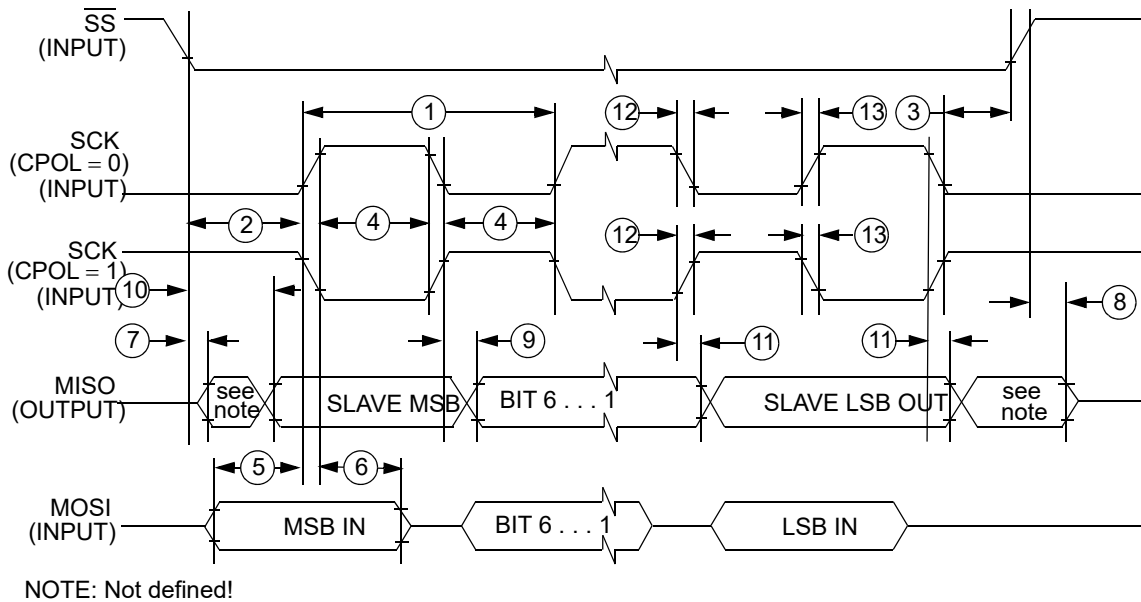 SS
(INPUT)
1
12
13
3
SCK
(CPOL = 0)
(INPUT)
2
4
4
SCK
(CPOL = 1)
(INPUT)
12
13
10
8
7
9
11
11
MISO
(OUTPUT)
see
note
SLAVE MSB
BIT 6 . . . 1
SLAVE LSB OUT
see
note
5
6
MOSI
(INPUT)
MSB IN
BIT 6 . . . 1
LSB IN
NOTE: Not defined!